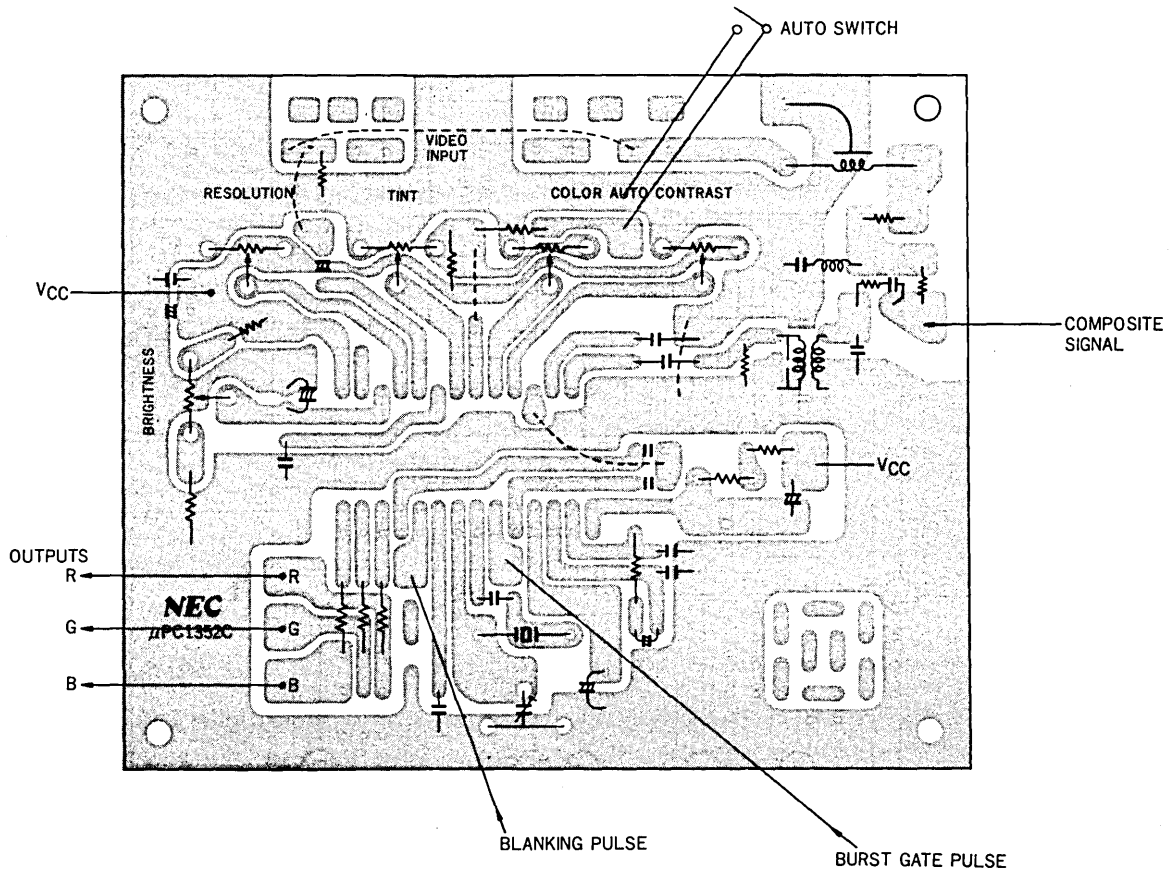 AUTO SWITCH
VIDEO
INPUT
RESOLUTION
TINT
COLOR AUTO CONTRAST
VCC
COMPOSITE
SIGNAL
BRIGHTNESS
VCC
OUTPUTS
R
R
NEC
µPC1352C
G
G
B
B
BLANKING PULSE
BURST GATE PULSE